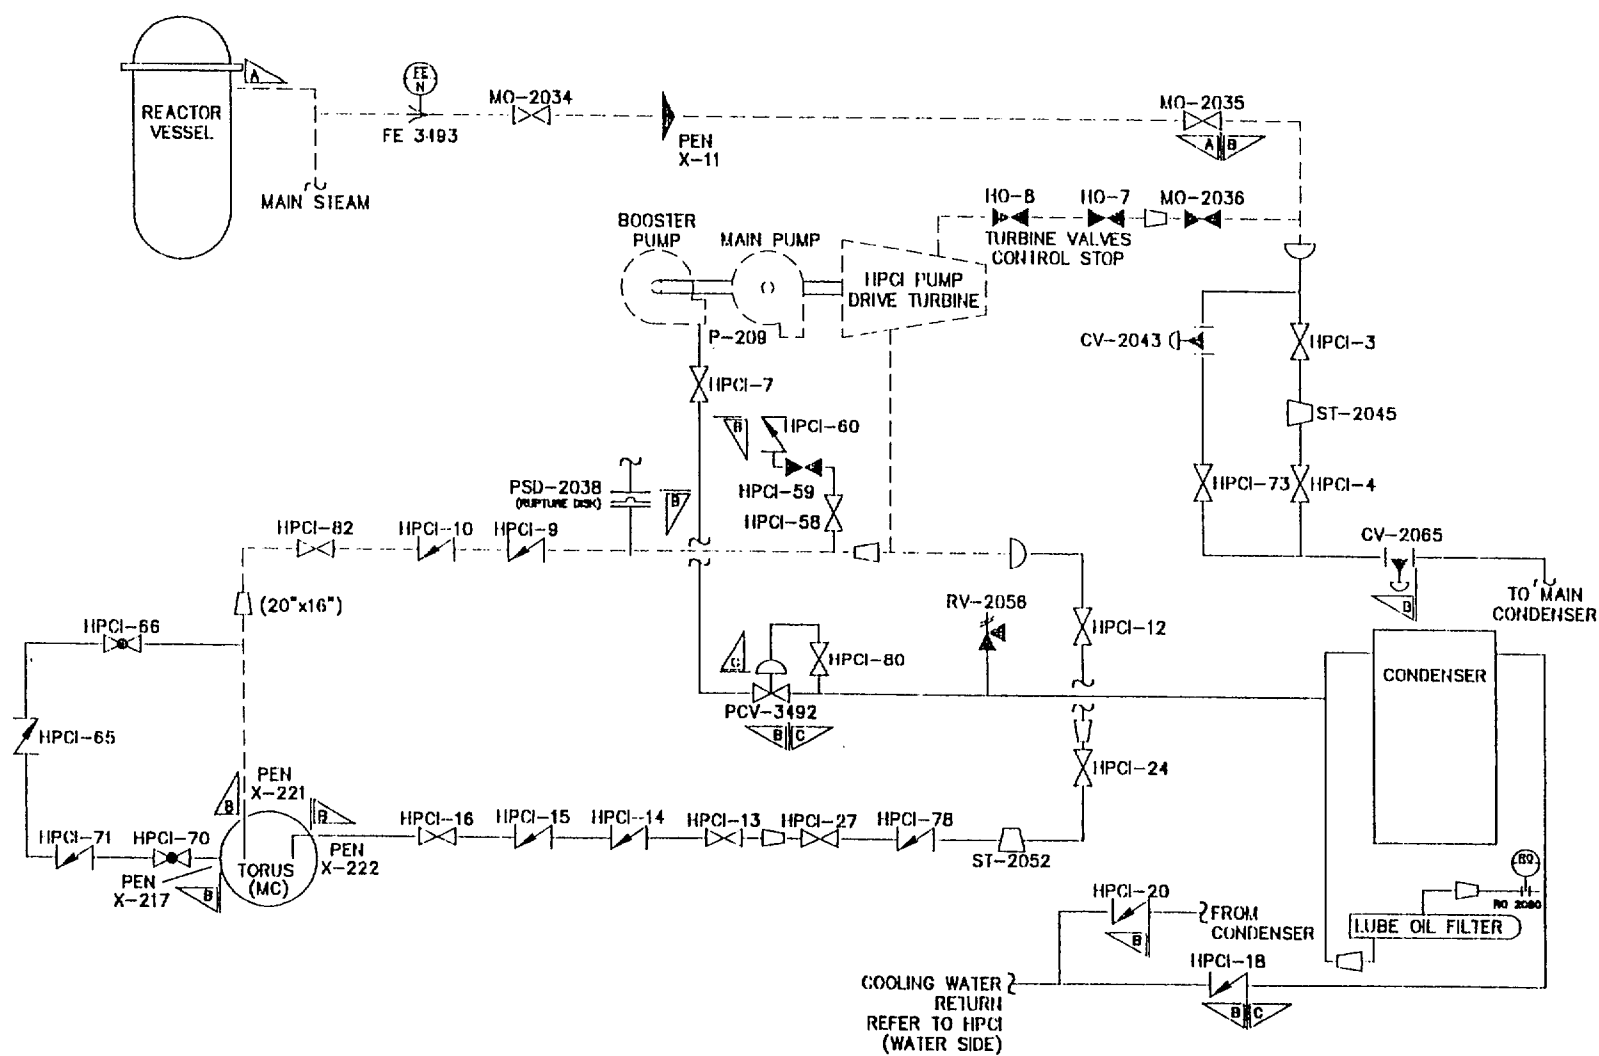 A
REACTOR
VESSEL
FE
N
FE 3493
MO-2034
PEN
X-11
MO-2035
A B
MAIN STEAM
BOOSTER
PUMP
MAIN PUMP
HO-8
HO-7
MO-2036
TURBINE VALVES
CONTROL STOP
HPCI PUMP
DRIVE TURBINE
P-209
CV-2043
HPCI-3
HPCI-7
ST-2045
B
HPCI-60
HPCI-59
HPCI-58
HPCI-73
HPCI-4
PSD-2038
(RUPTURE DISK)
B
HPCI-82
HPCI-10
HPCI-9
CV-2065
B
TO MAIN
CONDENSER
(20"x16")
RV-2056
HPCI-12
HPCI-66
C
HPCI-80
PCV-3492
B C
CONDENSER
HPCI-65
HPCI-24
PEN
X-221
B
B
HPCI-71
HPCI-70
HPCI-16
HPCI-15
HPCI-14
HPCI-13
HPCI-27
HPCI-78
ST-2052
PEN
X-222
TORUS
(MC)
PEN
X-217
B
HPCI-20
B
FROM
CONDENSER
RO
RO 2080
LUBE OIL FILTER
HPCI-18
B C
COOLING WATER
RETURN
REFER TO HPCI
(WATER SIDE)